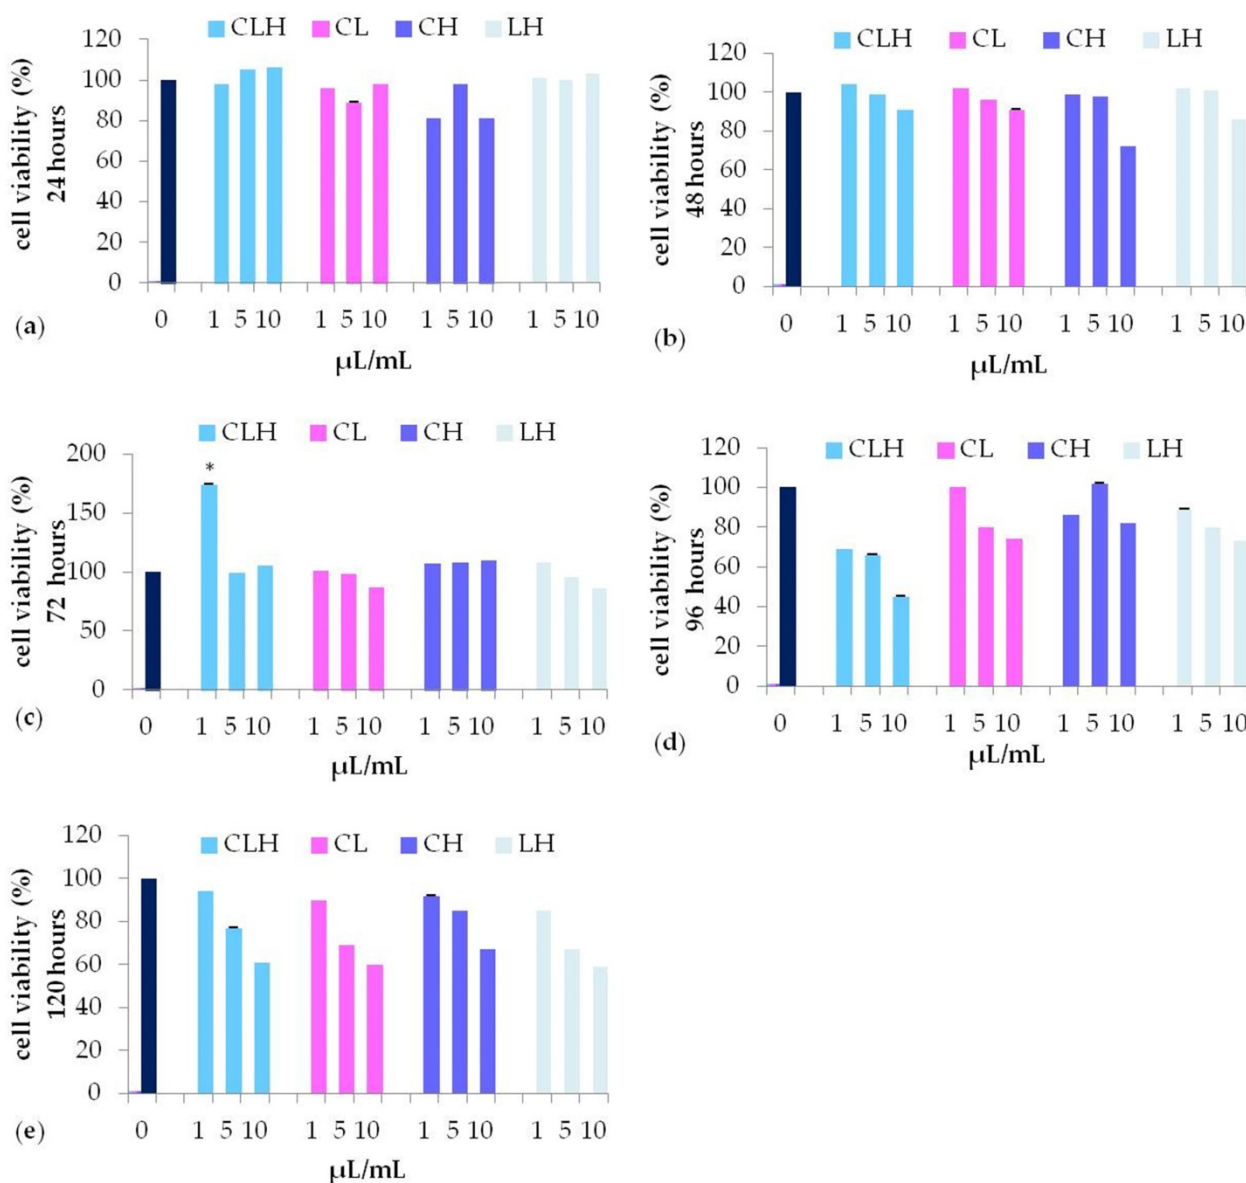 CLH CL CH LH
120
100
80
60
40
20
0
cell viability (%)
24 hours
0 1 5 10 1 5 10 1 5 10 1 5 10
(a)
μL/mL
CLH CL CH LH
120
100
80
60
40
20
0
cell viability (%)
48 hours
0 1 5 10 1 5 10 1 5 10 1 5 10
(b)
μL/mL
CLH CL CH LH
200
150
100
50
0
*
cell viability (%)
72 hours
0 1 5 10 1 5 10 1 5 10 1 5 10
(c)
μL/mL
CLH CL CH LH
120
100
80
60
40
20
0
cell viability (%)
96 hours
0 1 5 10 1 5 10 1 5 10 1 5 10
(d)
μL/mL
CLH CL CH LH
120
100
80
60
40
20
0
cell viability (%)
120 hours
0 1 5 10 1 5 10 1 5 10 1 5 10
(e)
μL/mL